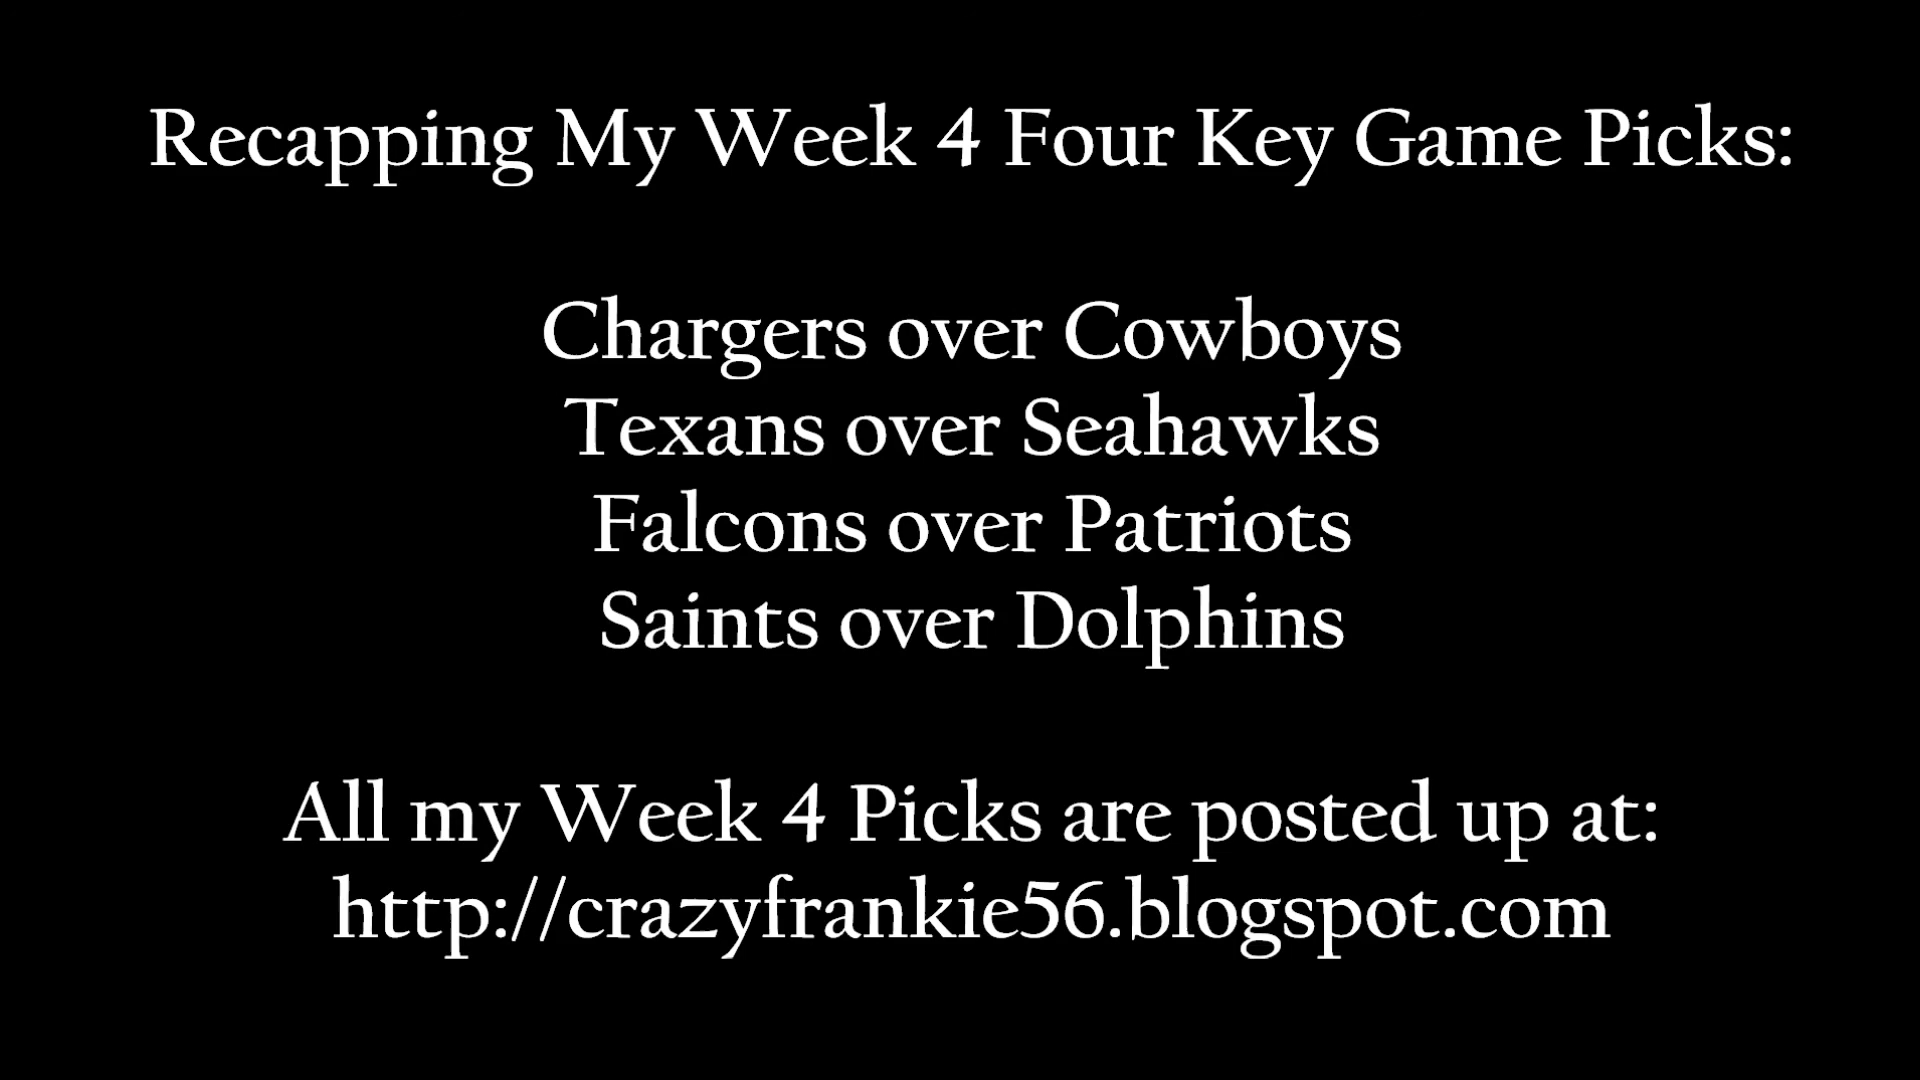 Recapping My Week 4 Four Key Game Picks:
Chargers over Cowboys
Texans over Seahawks
Falcons over Patriots
Saints over Dolphins
All my Week 4 Picks are posted up at:
http://crazyfrankie56.blogspot.com